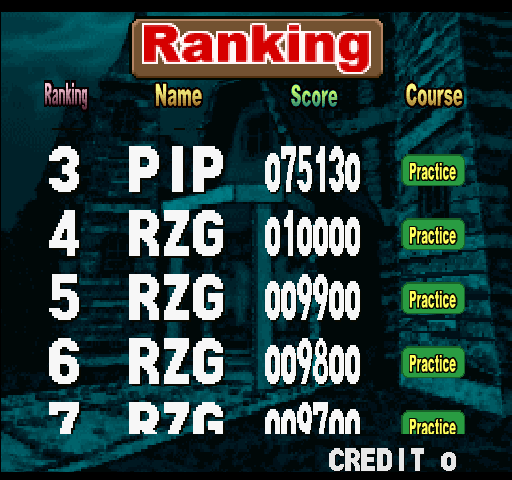 Ranking
Ranking Name Score Course
3 PIP 075130 Practice
4 RZG 010000 Practice
5 RZG 009900 Practice
6 RZG 009800 Practice
7 RZG 009700 Practice
CREDIT 0